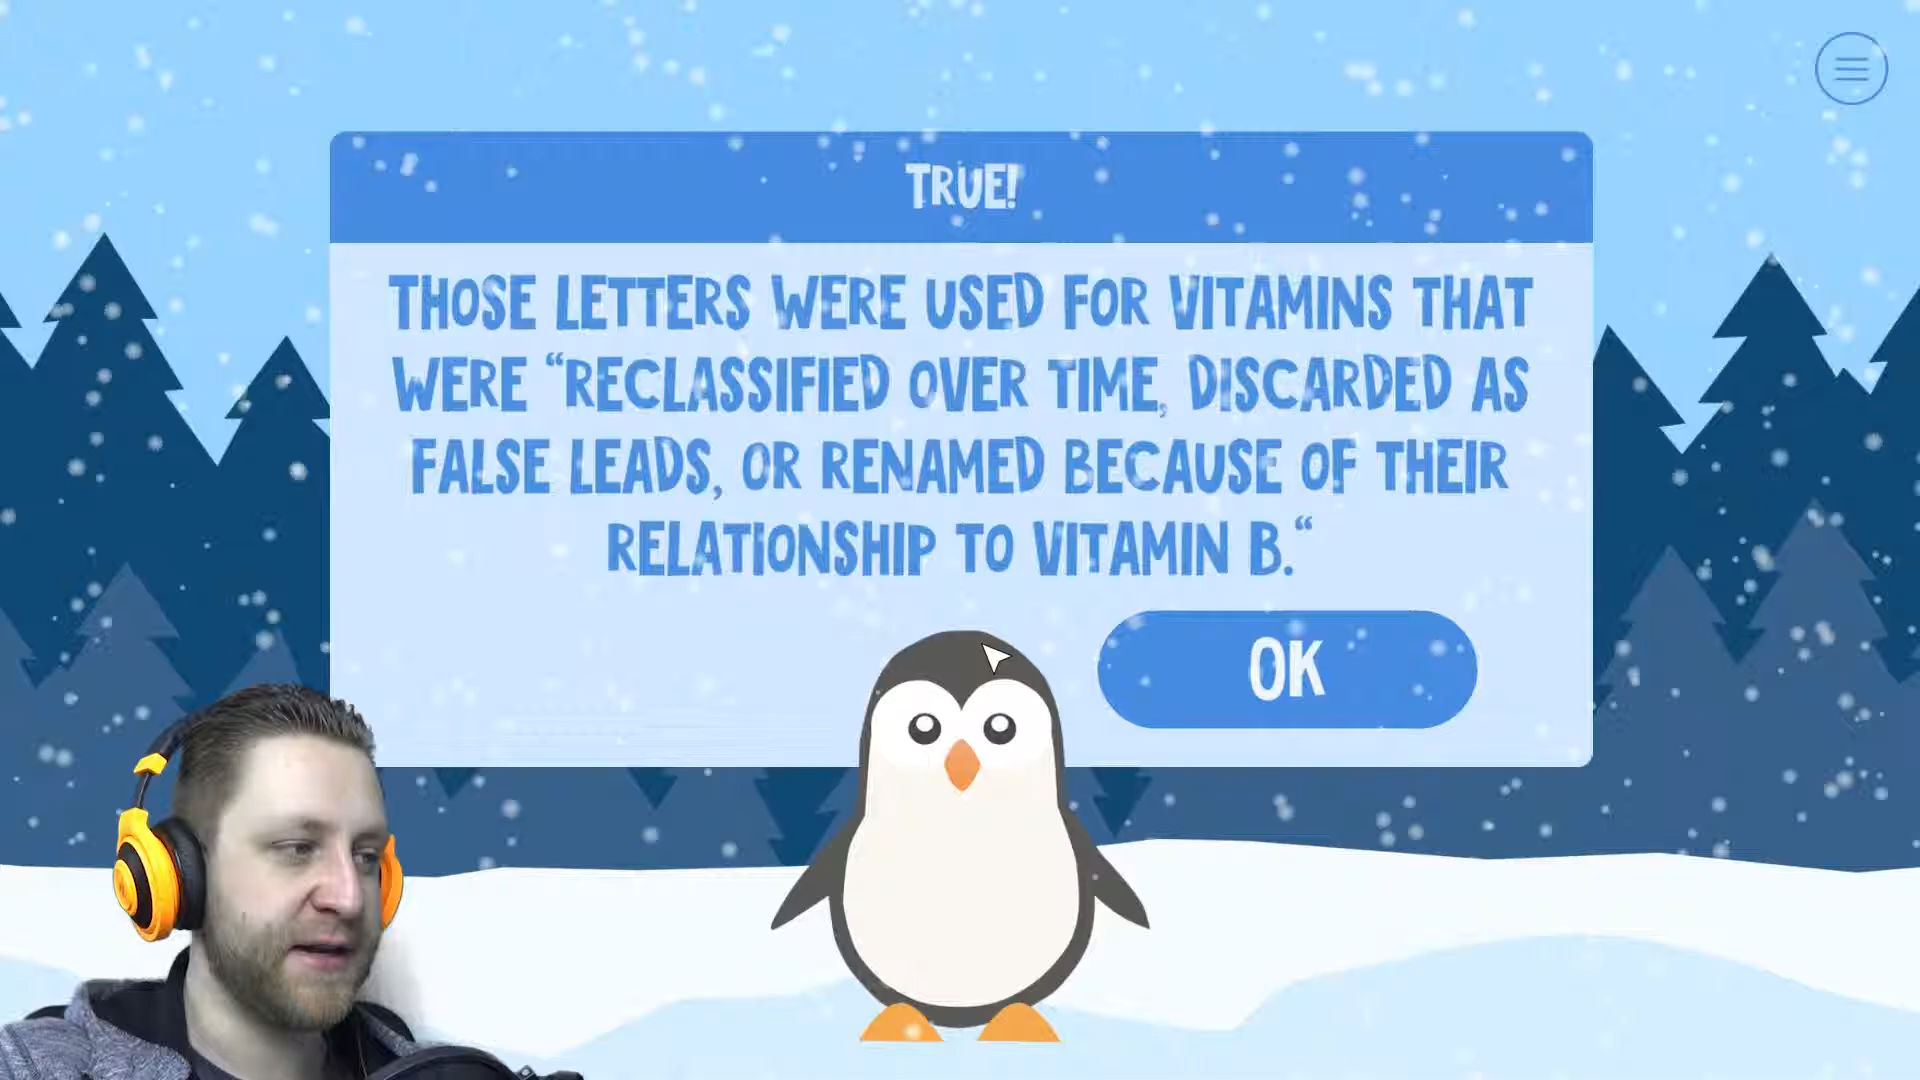 TRUE!
THOSE LETTERS WERE USED FOR VITAMINS THAT
WERE “RECLASSIFIED OVER TIME, DISCARDED AS
FALSE LEADS, OR RENAMED BECAUSE OF THEIR
RELATIONSHIP TO VITAMIN B.“
OK